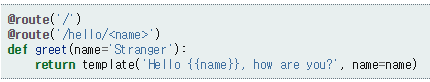 @route('/')
@route('/hello/<name>')
def greet(name='Stranger'):
    return template('Hello {{name}}, how are you?', name=name)